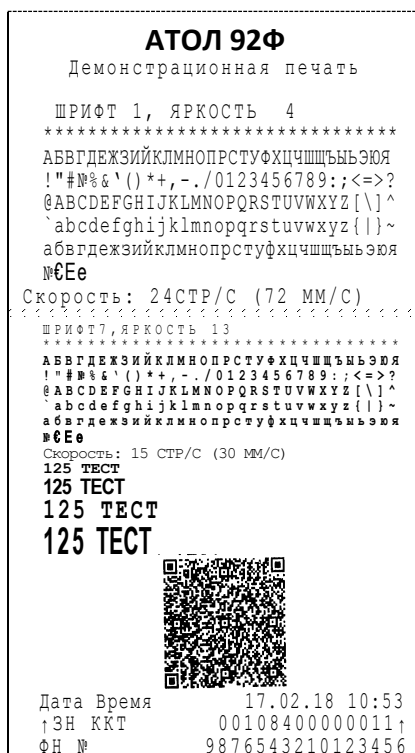 АТОЛ 92Ф
Демонстрационная печать
ШРИФТ 1, ЯРКОСТЬ 4
********************************
АБВГДЕЖЗИЙКЛМНОПРСТУФХЦЧШЩЪЫЬЭЮЯ
!"#№%&'()*+,-./0123456789:;<=>?
@ABCDEFGHIJKLMNOPQRSTUVWXYZ[\]^
`abcdefghijklmnopqrstuvwxyz{|}~
абвгдежзийклмнопрстуфхцчшщъыьэюя
№€Ее
Скорость: 24СТР/С (72 ММ/С)
ШРИФТ7,ЯРКОСТЬ 13
********************************
АБВГДЕЖЗИЙКЛМНОПРСТУФХЦЧШЩЪЫЬЭЮЯ
!"#№%&'()*+,-./0123456789:;<=>?
@ABCDEFGHIJKLMNOPQRSTUVWXYZ[\]^
`abcdefghijklmnopqrstuvwxyz{|}~
абвгдежзийклмнопрстуфхцчшщъыьэюя
№€Ее
Скорость: 15 СТР/С (30 ММ/С)
125 ТЕСТ
125 ТЕСТ
125 ТЕСТ
125 ТЕСТ
Дата Время 17.02.18 10:53
↑ЗН ККТ 00108400000011↑
ФН № 9876543210123456